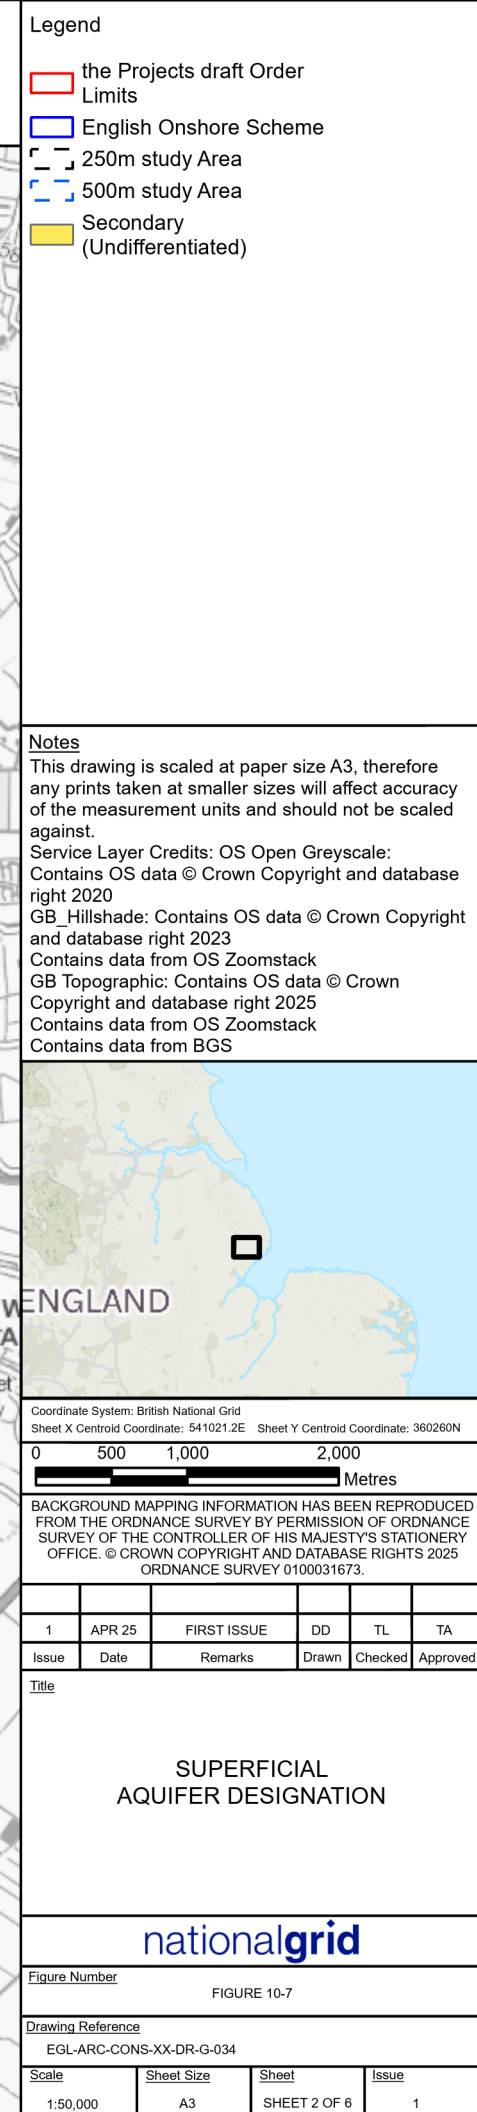 Legend
the Projects draft Order
Limits
English Onshore Scheme
250m study Area
500m study Area
Secondary
(Undifferentiated)
Notes
This drawing is scaled at paper size A3, therefore
any prints taken at smaller sizes will affect accuracy
of the measurement units and should not be scaled
against.
Service Layer Credits: OS Open Greyscale:
Contains OS data © Crown Copyright and database
right 2020
GB_Hillshade: Contains OS data © Crown Copyright
and database right 2023
Contains data from OS Zoomstack
GB Topographic: Contains OS data © Crown
Copyright and database right 2025
Contains data from OS Zoomstack
Contains data from BGS
ENGLAND
Coordinate System: British National Grid
Sheet X Centroid Coordinate: 541021.2E Sheet Y Centroid Coordinate: 360260N
0 500 1,000 2,000
Metres
BACKGROUND MAPPING INFORMATION HAS BEEN REPRODUCED
FROM THE ORDNANCE SURVEY BY PERMISSION OF ORDNANCE
SURVEY OF THE CONTROLLER OF HIS MAJESTY'S STATIONERY
OFFICE. © CROWN COPYRIGHT AND DATABASE RIGHTS 2025
ORDNANCE SURVEY 0100031673.
1 APR 25 FIRST ISSUE DD TL TA
Issue Date Remarks Drawn Checked Approved
Title
SUPERFICIAL
AQUIFER DESIGNATION
nationalgrid
Figure Number
FIGURE 10-7
Drawing Reference
EGL-ARC-CONS-XX-DR-G-034
Scale Sheet Size Sheet Issue
1:50,000 A3 SHEET 2 OF 6 1